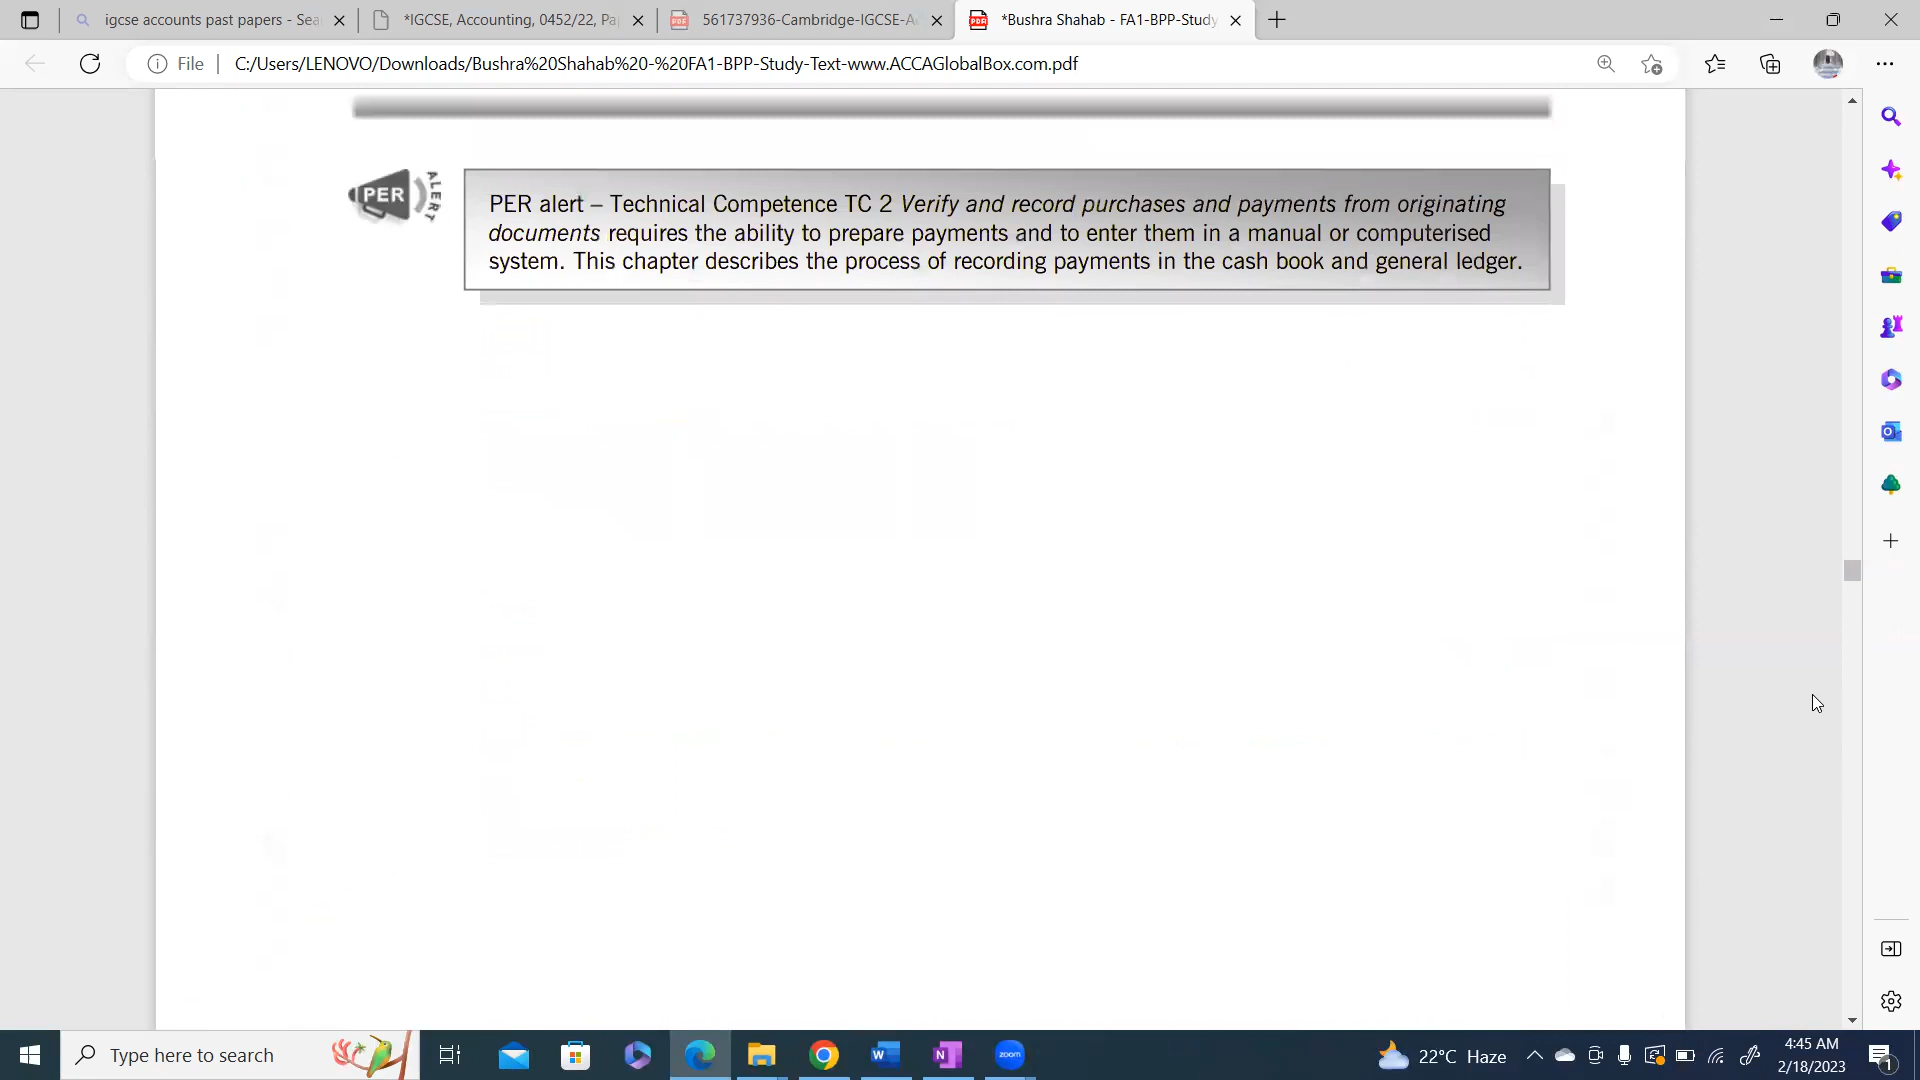 igcse accounts past papers - Sea
*IGCSE, Accounting, 0452/22, Pa
561737936-Cambridge-IGCSE-A
*Bushra Shahab - FA1-BPP-Study
File
C:/Users/LENOVO/Downloads/Bushra%20Shahab%20-%20FA1-BPP-Study-Text-www.ACCAGlobalBox.com.pdf
PER ALERT
PER alert – Technical Competence TC 2 Verify and record purchases and payments from originating
documents requires the ability to prepare payments and to enter them in a manual or computerised
system. This chapter describes the process of recording payments in the cash book and general ledger.
Type here to search
zoom
22°C Haze
4:45 AM
2/18/2023
1